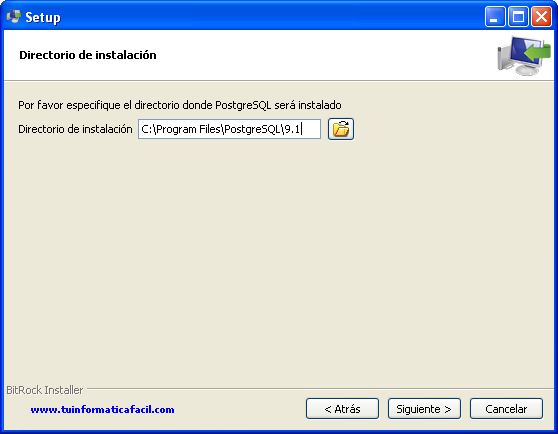 Setup
Directorio de instalación
Por favor especifique el directorio donde PostgreSQL será instalado
Directorio de instalación C:\Program Files\PostgreSQL\9.1
BitRock Installer
www.tuinformaticafacil.com
< Atrás Siguiente > Cancelar